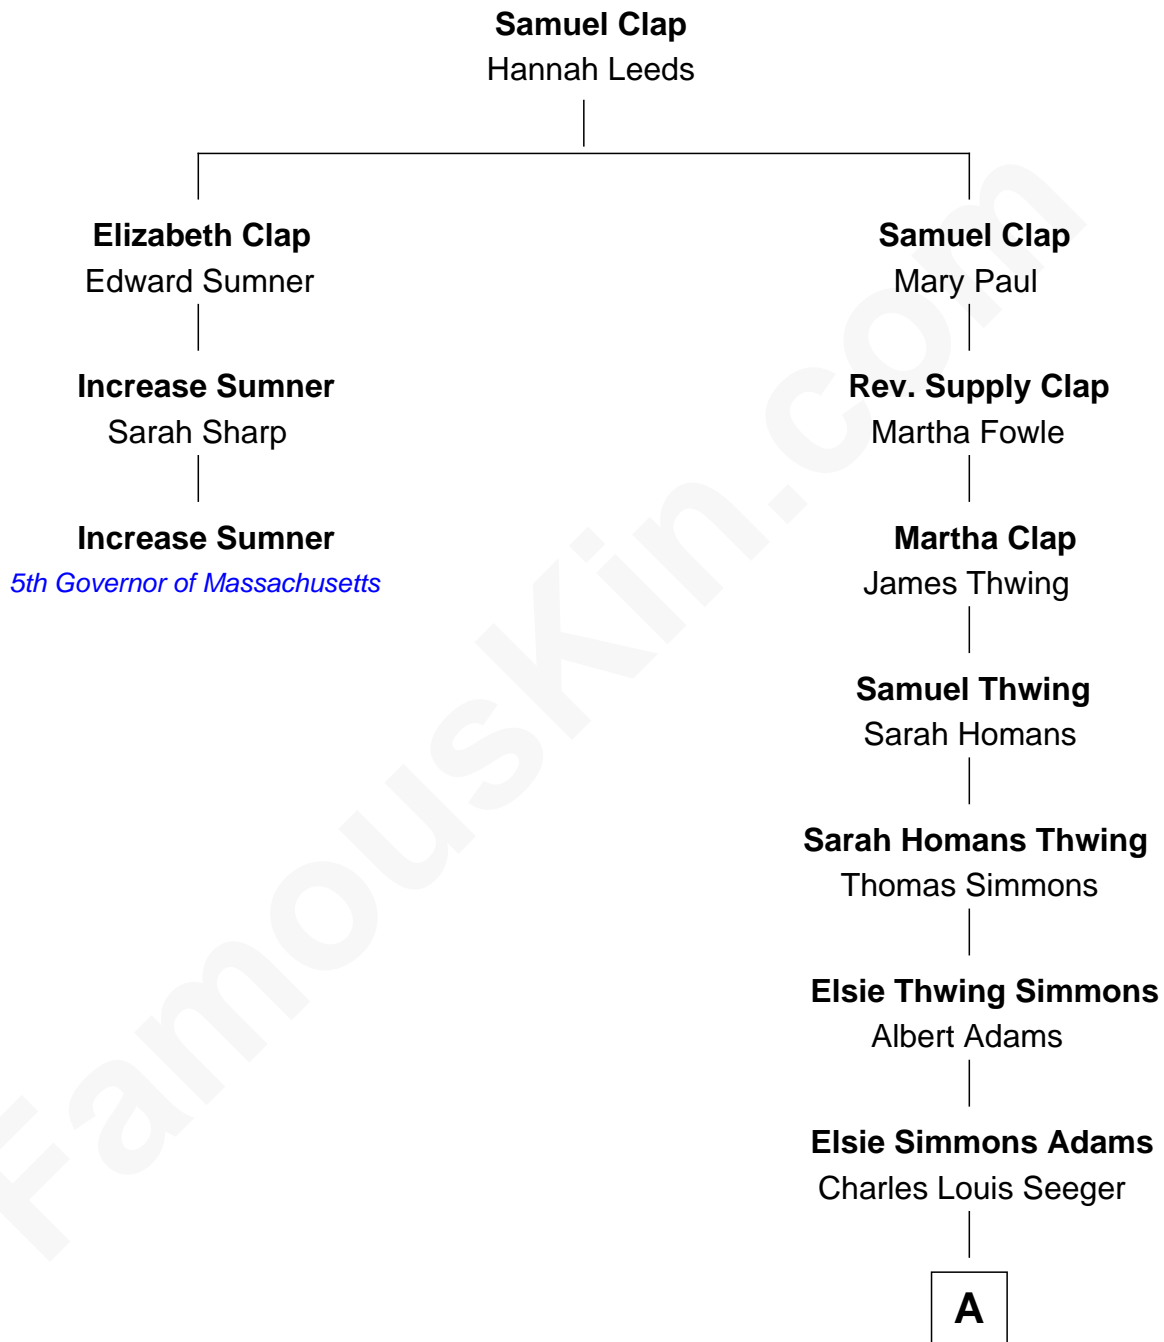 Samuel Clap
Hannah Leeds
Elizabeth Clap
Edward Sumner
Increase Sumner
Sarah Sharp
Increase Sumner
5th Governor of Massachusetts
Samuel Clap
Mary Paul
Rev. Supply Clap
Martha Fowle
Martha Clap
James Thwing
Samuel Thwing
Sarah Homans
Sarah Homans Thwing
Thomas Simmons
Elsie Thwing Simmons
Albert Adams
Elsie Simmons Adams
Charles Louis Seeger
A
FamousKin.com